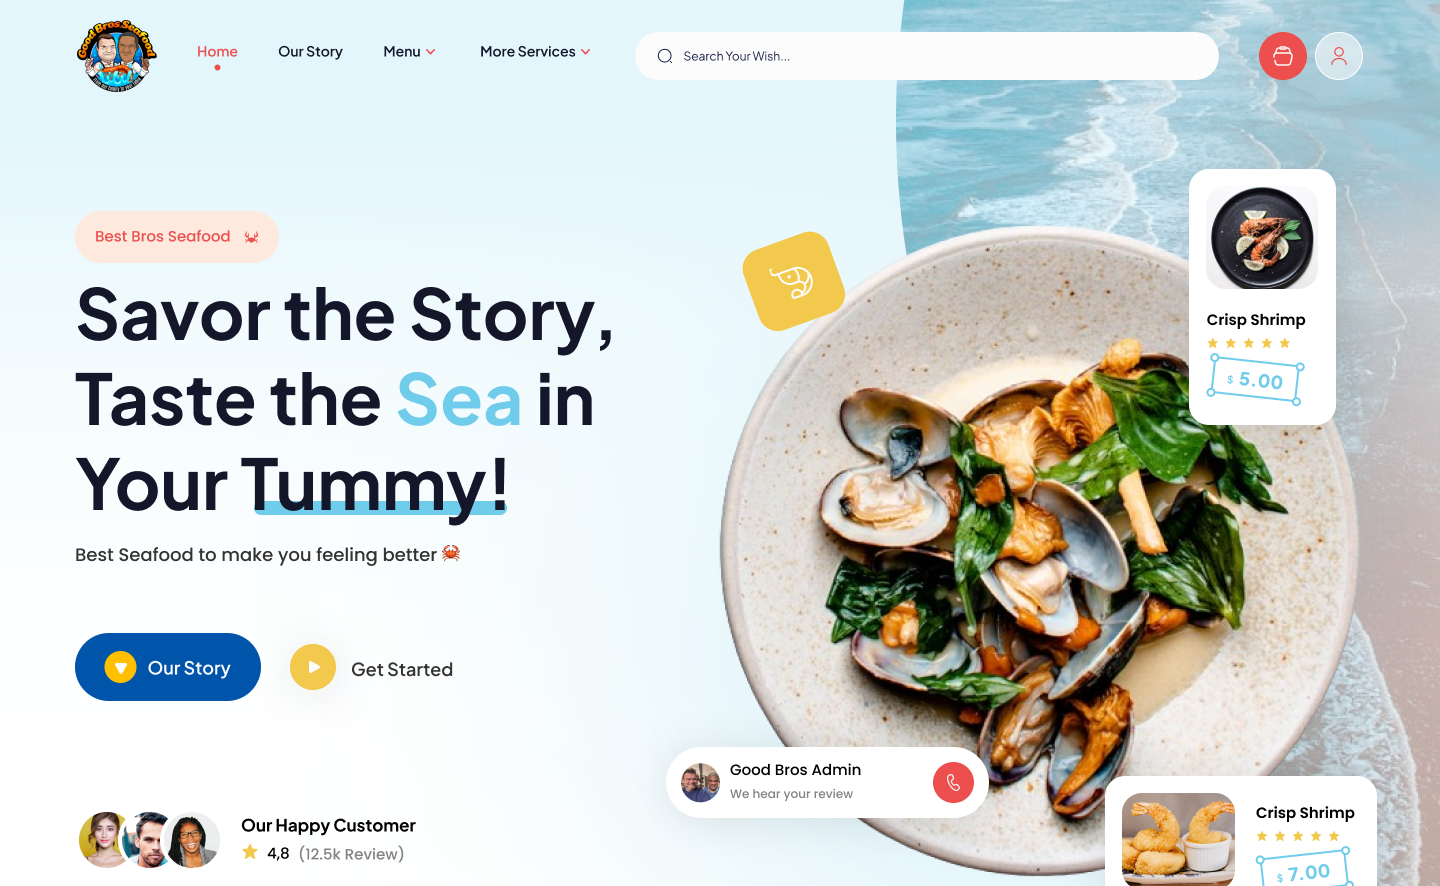 Good Bros Seafood
Home
Our Story
Menu
More Services
Search Your Wish...
Best Bros Seafood
Savor the Story,
Taste the Sea in
Your Tummy!
Best Seafood to make you feeling better
Our Story
Get Started
Our Happy Customer
4,8 (12.5k Review)
Crisp Shrimp
$ 5.00
Good Bros Admin
We hear your review
Crisp Shrimp
$ 7.00